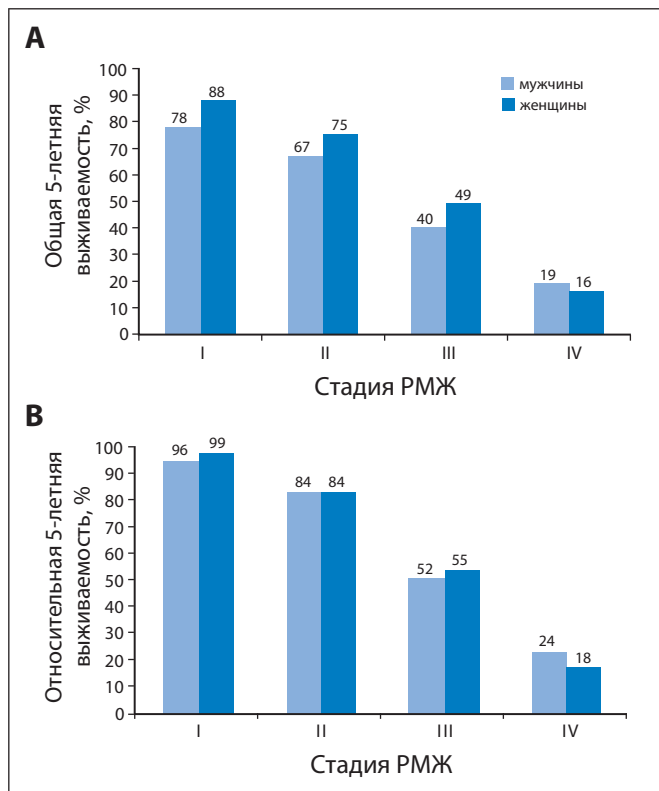 A
Общая 5-летняя
выживаемость, %
100
90
80
70
60
50
40
30
20
10
0
мужчины
женщины
78
88
67
75
40
49
19
16
I
II
III
IV
Стадия РМЖ
B
Относительная 5-летняя
выживаемость, %
100
90
80
70
60
50
40
30
20
10
0
96
99
84
84
52
55
24
18
I
II
III
IV
Стадия РМЖ